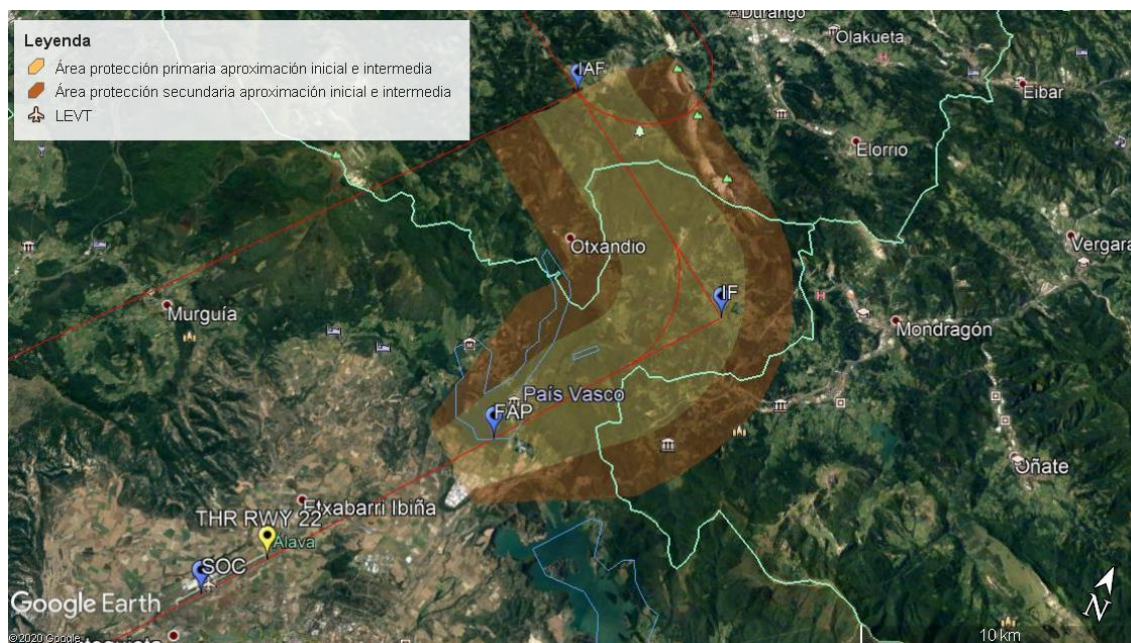 Leyenda
Área protección primaria aproximación inicial e intermedia
Área protección secundaria aproximación inicial e intermedia
LEVT
Durango
Olakueta
IAF
Eibar
Elorrio
Otxandio
Vergara
Murguía
IF
Mondragón
País Vasco
FAP
Oñate
Etxabarri Ibiña
THR RWY 22
Alava
SOC
Google Earth
©2020 Google
10 km
N